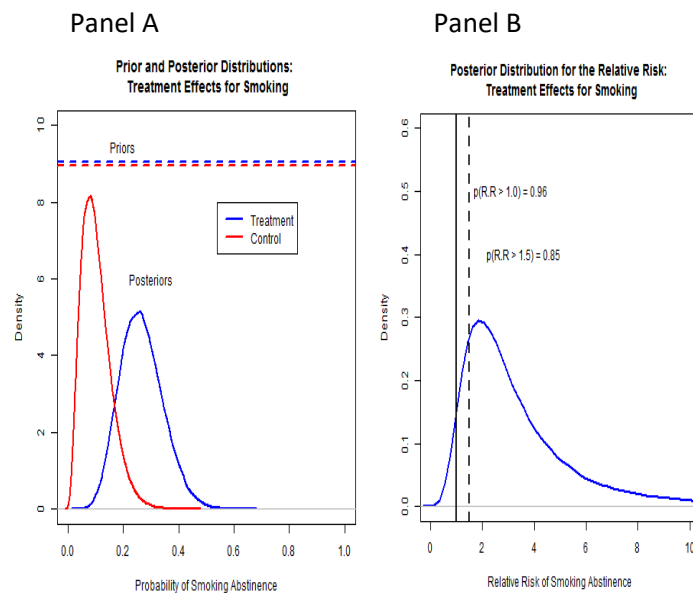 Panel A
Prior and Posterior Distributions:
Treatment Effects for Smoking
Density
0
2
4
6
8
10
Priors
Treatment
Control
Posteriors
0.0 0.2 0.4 0.6 0.8 1.0
Probability of Smoking Abstinence
Panel B
Posterior Distribution for the Relative Risk:
Treatment Effects for Smoking
Density
0.0
0.1
0.2
0.3
0.4
0.5
0.6
p(R.R > 1.0) = 0.96
p(R.R > 1.5) = 0.85
0 2 4 6 8 10
Relative Risk of Smoking Abstinence